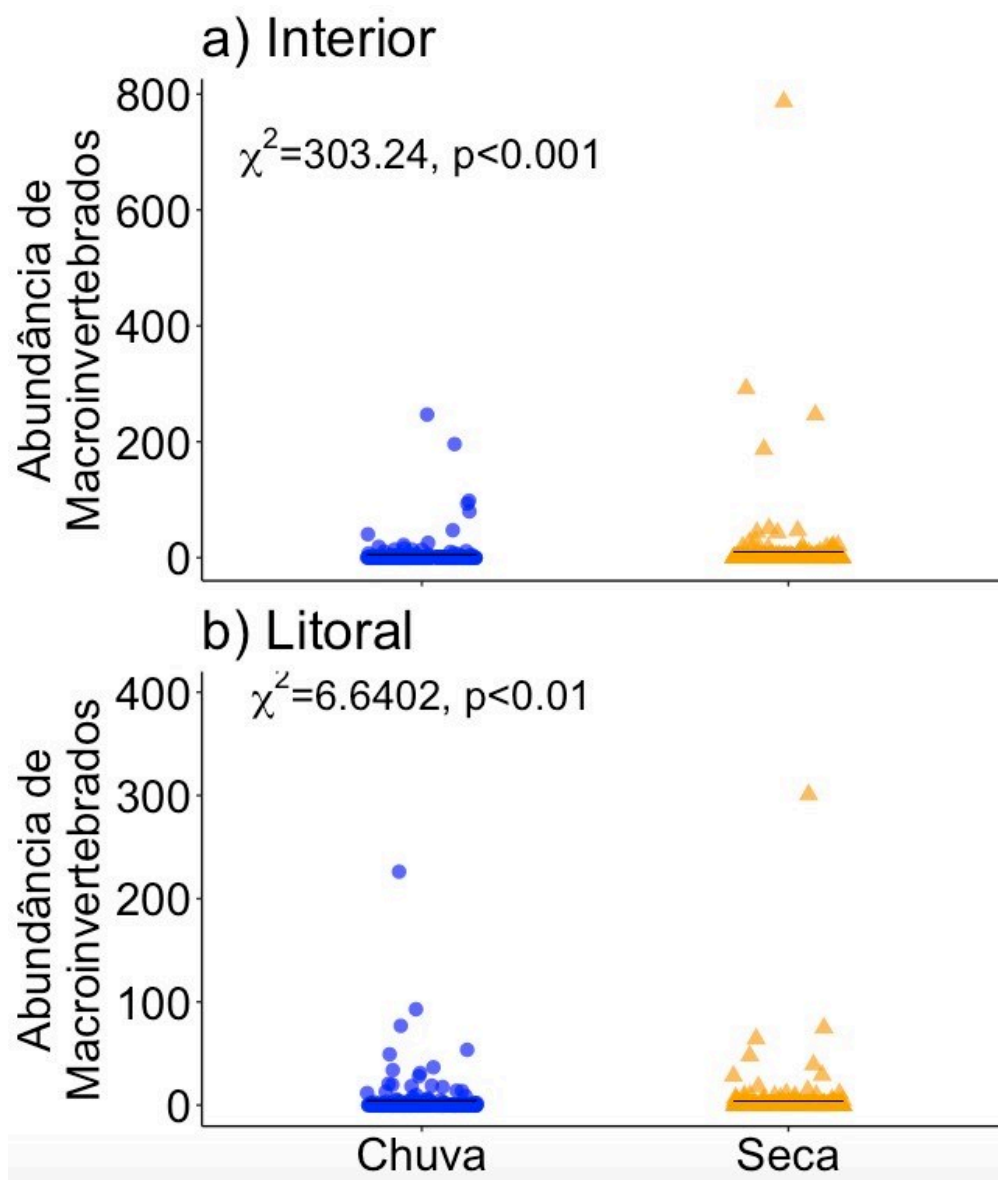 a) Interior
800
χ²=303.24, p<0.001
600
400
200
0
Abundância de
Macroinvertebrados
b) Litoral
400
χ²=6.6402, p<0.01
300
200
100
0
Abundância de
Macroinvertebrados
Chuva Seca